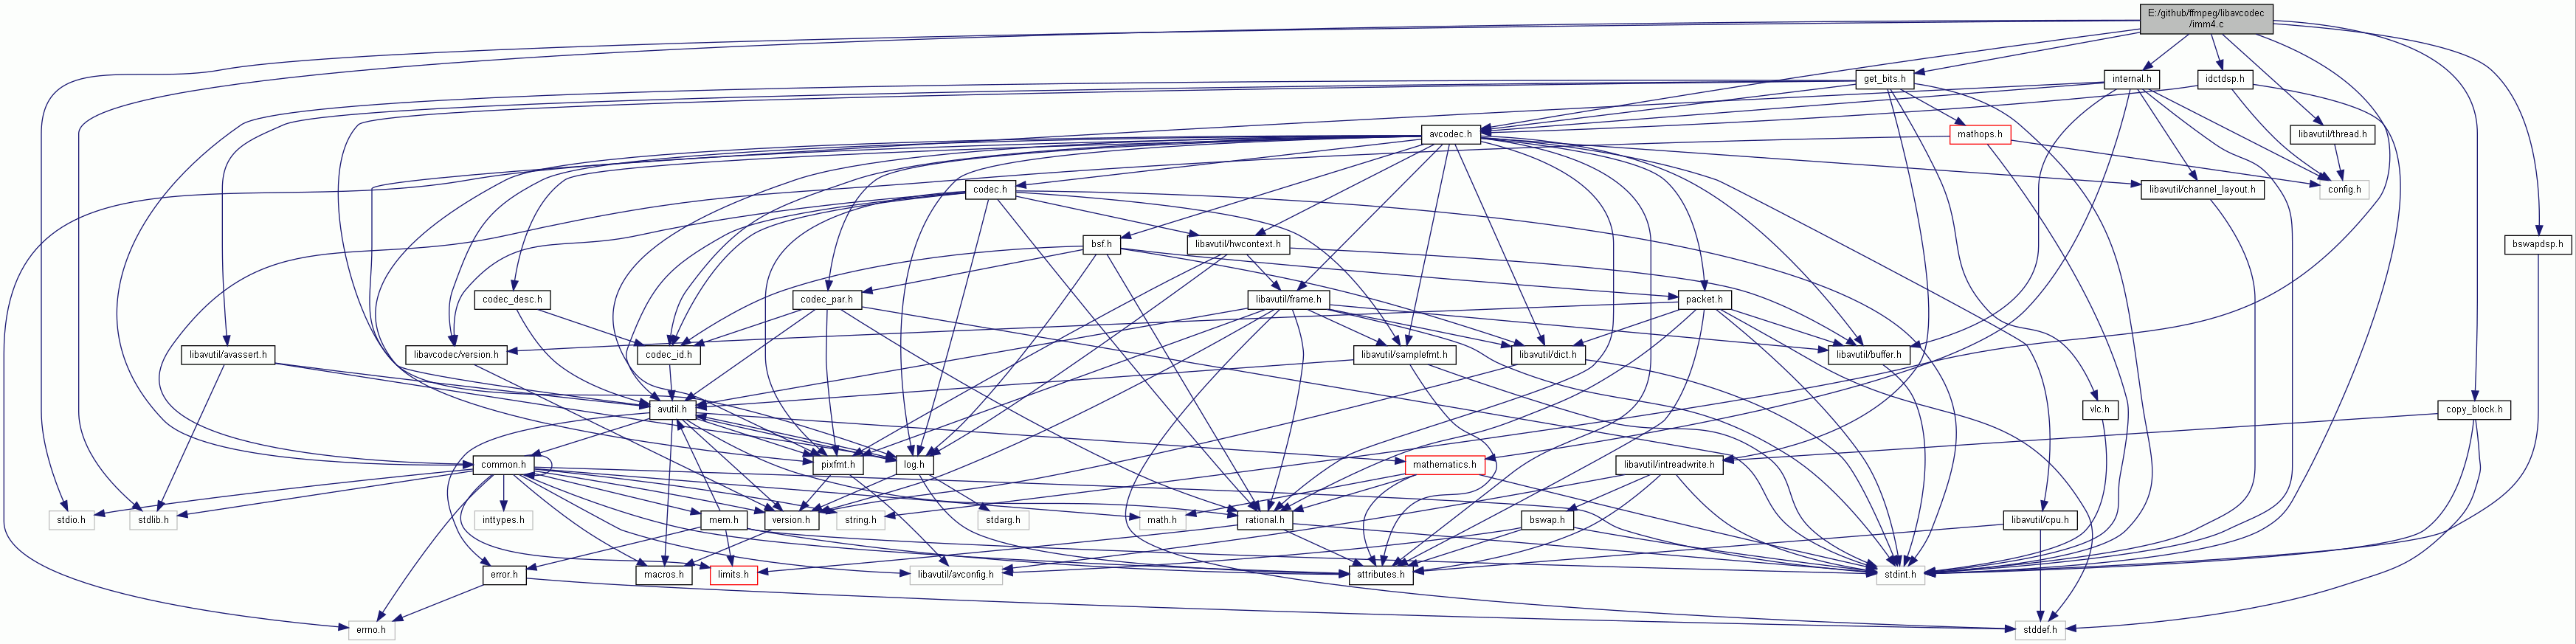 E:/github/ffmpeg/libavcodec
/imm4.c
get_bits.h
internal.h
idctdsp.h
avcodec.h
mathops.h
libavutil/thread.h
codec.h
libavutil/channel_layout.h
config.h
bsf.h
libavutil/hwcontext.h
bswapdsp.h
codec_desc.h
codec_par.h
libavutil/frame.h
packet.h
libavutil/avassert.h
libavcodec/version.h
codec_id.h
libavutil/samplefmt.h
libavutil/dict.h
libavutil/buffer.h
avutil.h
vlc.h
copy_block.h
common.h
pixfmt.h
log.h
mathematics.h
libavutil/intreadwrite.h
stdio.h
stdlib.h
inttypes.h
mem.h
version.h
string.h
stdarg.h
math.h
rational.h
bswap.h
libavutil/cpu.h
error.h
macros.h
limits.h
libavutil/avconfig.h
attributes.h
stdint.h
errno.h
stddef.h